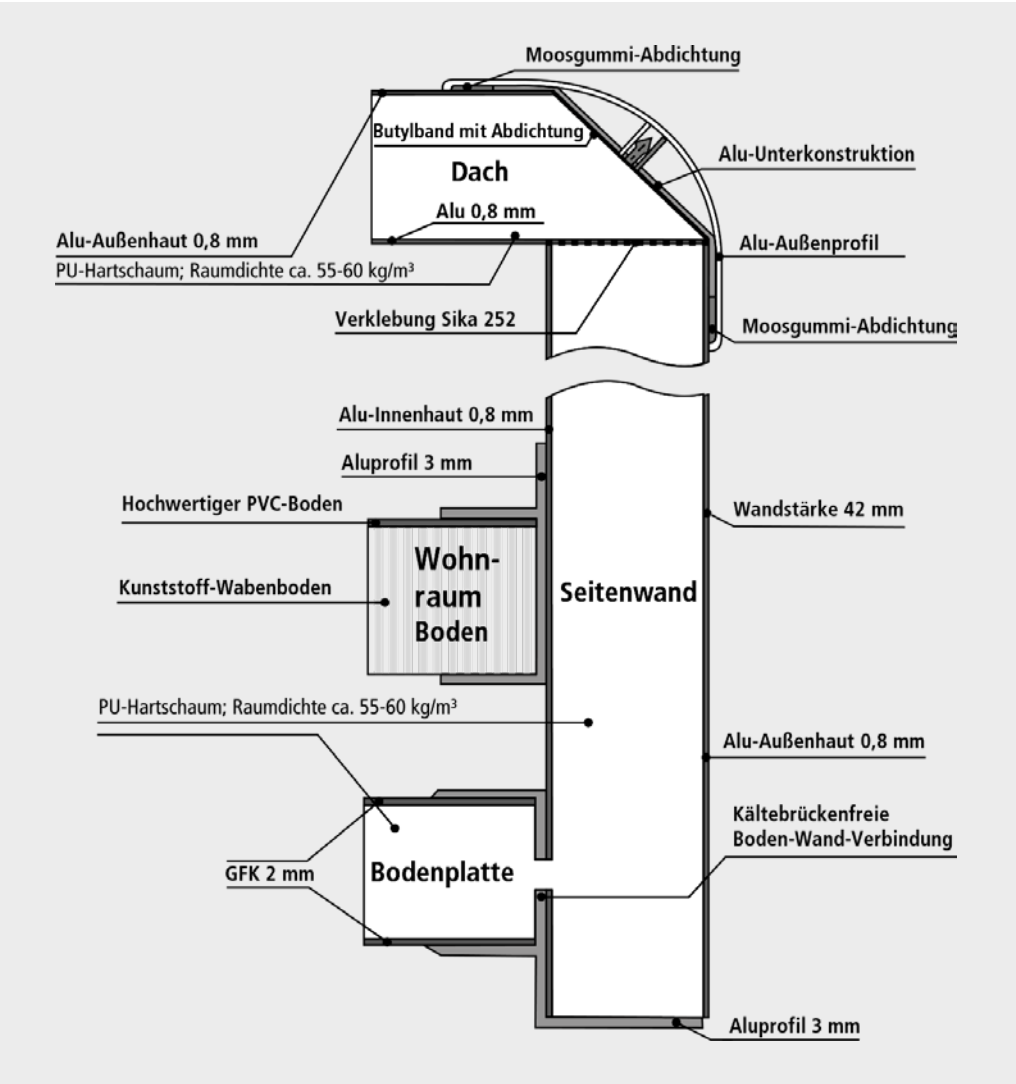 Moosgummi-Abdichtung
Butylband mit Abdichtung
Alu-Unterkonstruktion
Dach
Alu 0,8 mm
Alu-Außenhaut 0,8 mm
Alu-Außenprofil
PU-Hartschaum; Raumdichte ca. 55-60 kg/m³
Verklebung Sika 252
Moosgummi-Abdichtung
Alu-Innenhaut 0,8 mm
Aluprofil 3 mm
Hochwertiger PVC-Boden
Wandstärke 42 mm
Wohn-
raum
Boden
Kunststoff-Wabenboden
Seitenwand
PU-Hartschaum; Raumdichte ca. 55-60 kg/m³
Alu-Außenhaut 0,8 mm
Kältebrückenfreie
Boden-Wand-Verbindung
GFK 2 mm
Bodenplatte
Aluprofil 3 mm